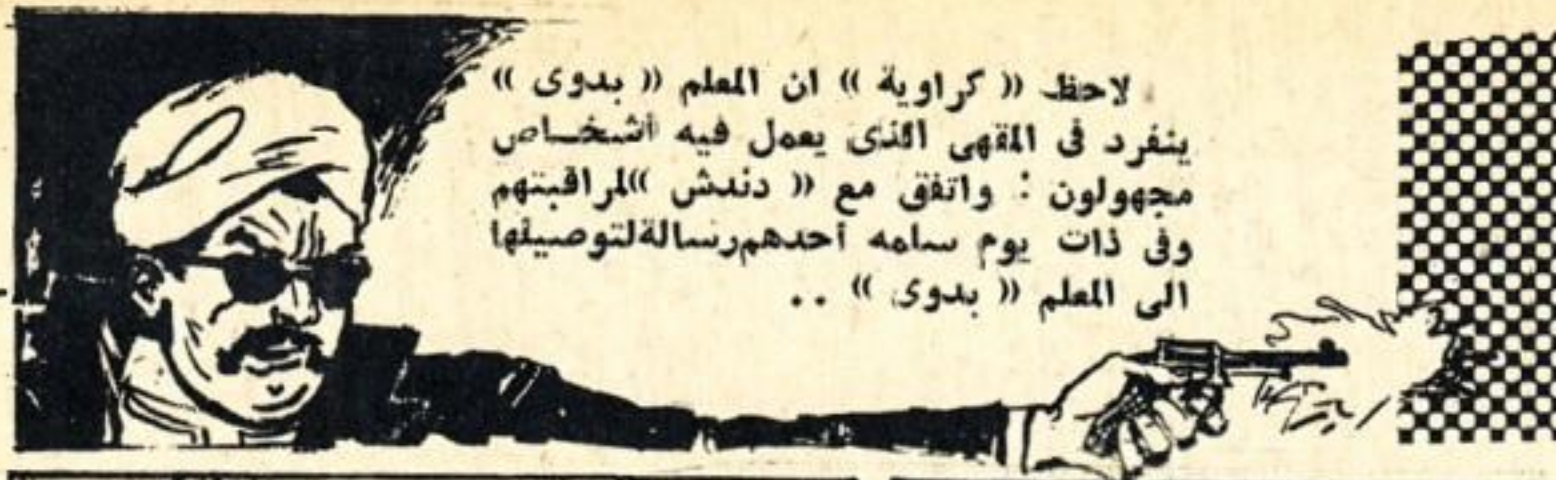 لاحظ (( كراوية )) ان المعلم (( بدوى ))
ينفرد فى المقهى الذى يعمل فيه أشخاص
مجهولون : واتفق مع (( دندش ))لمراقبتهم
وفى ذات يوم سامه أحدهم رسالة لتوصيلها
الى المعلم (( بدوى )) ..